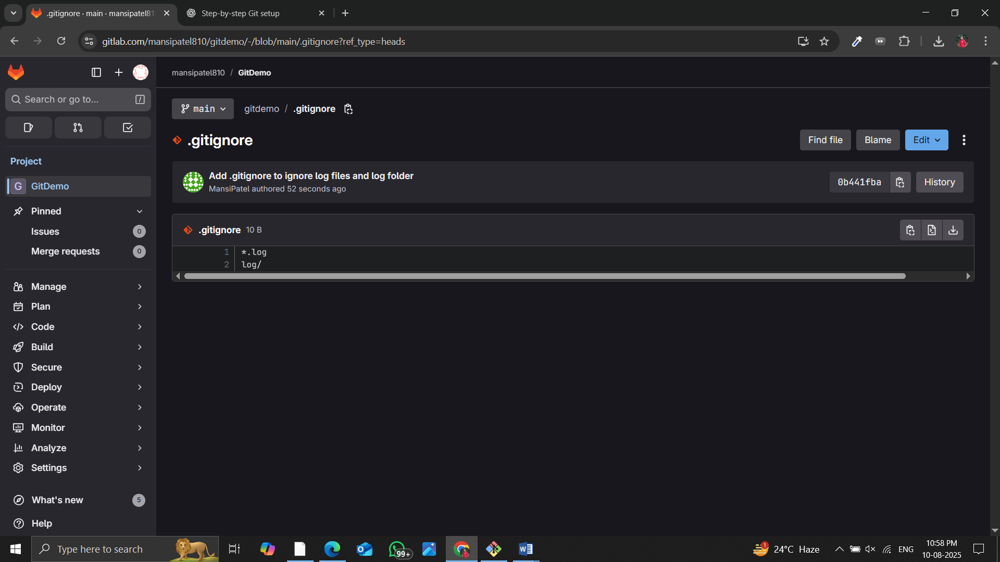 .gitignore · main · mansipatel81
Step-by-step Git setup
gitlab.com/mansipatel810/gitdemo/-/blob/main/.gitignore?ref_type=heads
mansipatel810 / GitDemo
Search or go to...
/
main
gitdemo / .gitignore
.gitignore
Find file
Blame
Edit
Project
Add .gitignore to ignore log files and log folder
MansiPatel authored 52 seconds ago
0b441fba
History
G GitDemo
Pinned
Issues 0
Merge requests 0
.gitignore 10 B
1 *.log
2 log/
Manage
Plan
Code
Build
Secure
Deploy
Operate
Monitor
Analyze
Settings
What's new 5
Help
Type here to search
99+
1
24°C Haze
ENG
10:58 PM
10-08-2025